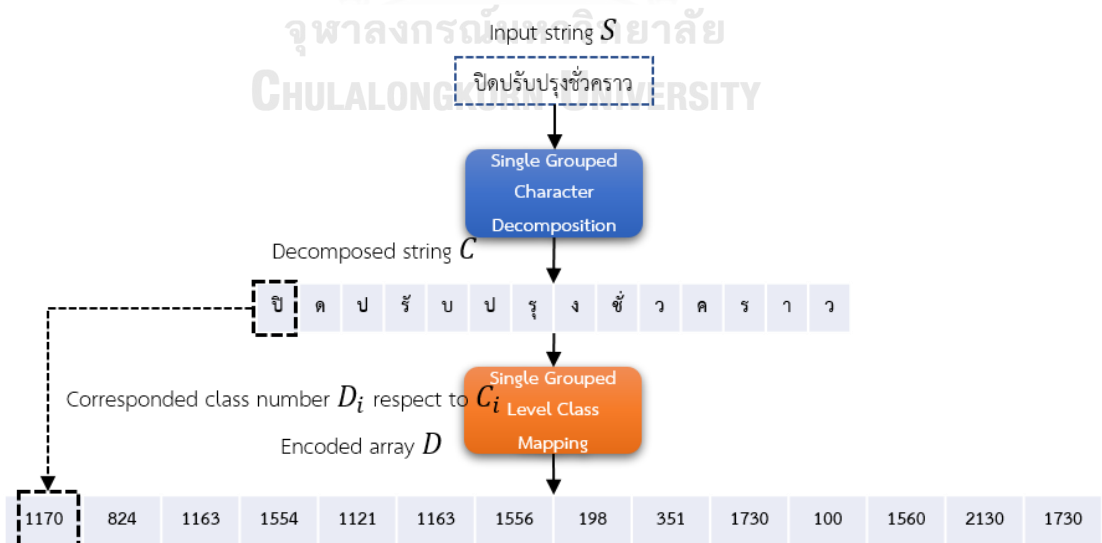 จุฬาลงกรณ์มหาวิทยาลัย
CHULALONGKORN UNIVERSITY
Input string S
ปิดปรับปรุงชั่วคราว
Single Grouped
Character
Decomposition
Decomposed string C
ปิ ด ป รั บ ป รุ ง ชั่ ว ค ร า ว
Single Grouped
Level Class
Mapping
Corresponded class number Di respect to Ci
Encoded array D
1170 824 1163 1554 1121 1163 1556 198 351 1730 100 1560 2130 1730